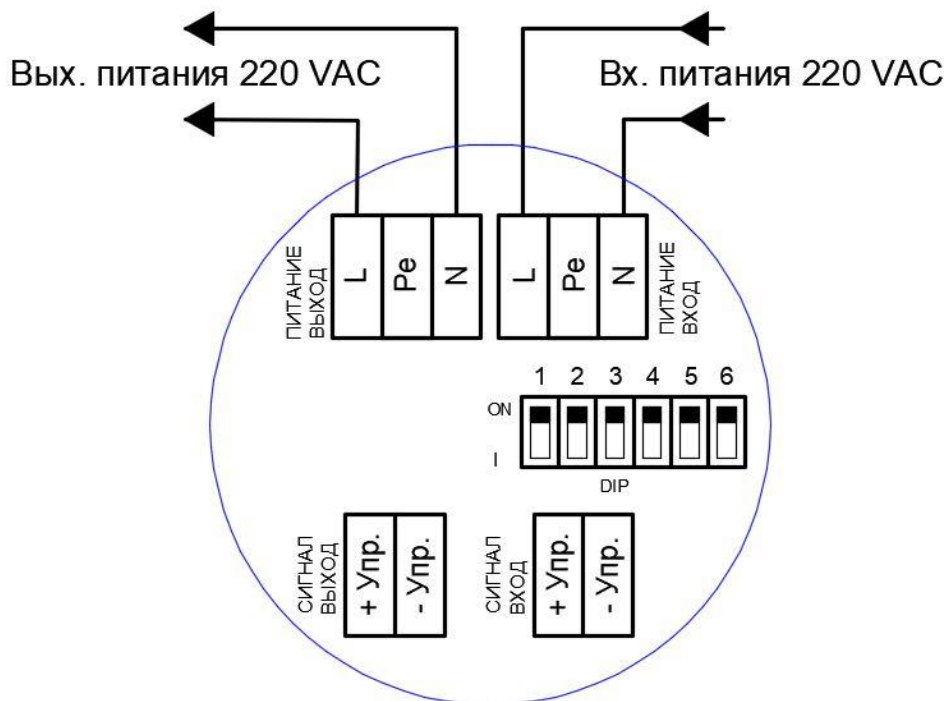 Вых. питания 220 VAC
Вх. питания 220 VAC
ПИТАНИЕ
ВЫХОД
L
Pe
N
L
Pe
N
ПИТАНИЕ
ВХОД
1 2 3 4 5 6
ON
I
DIP
СИГНАЛ
ВЫХОД
+ Упр.
- Упр.
СИГНАЛ
ВХОД
+ Упр.
- Упр.